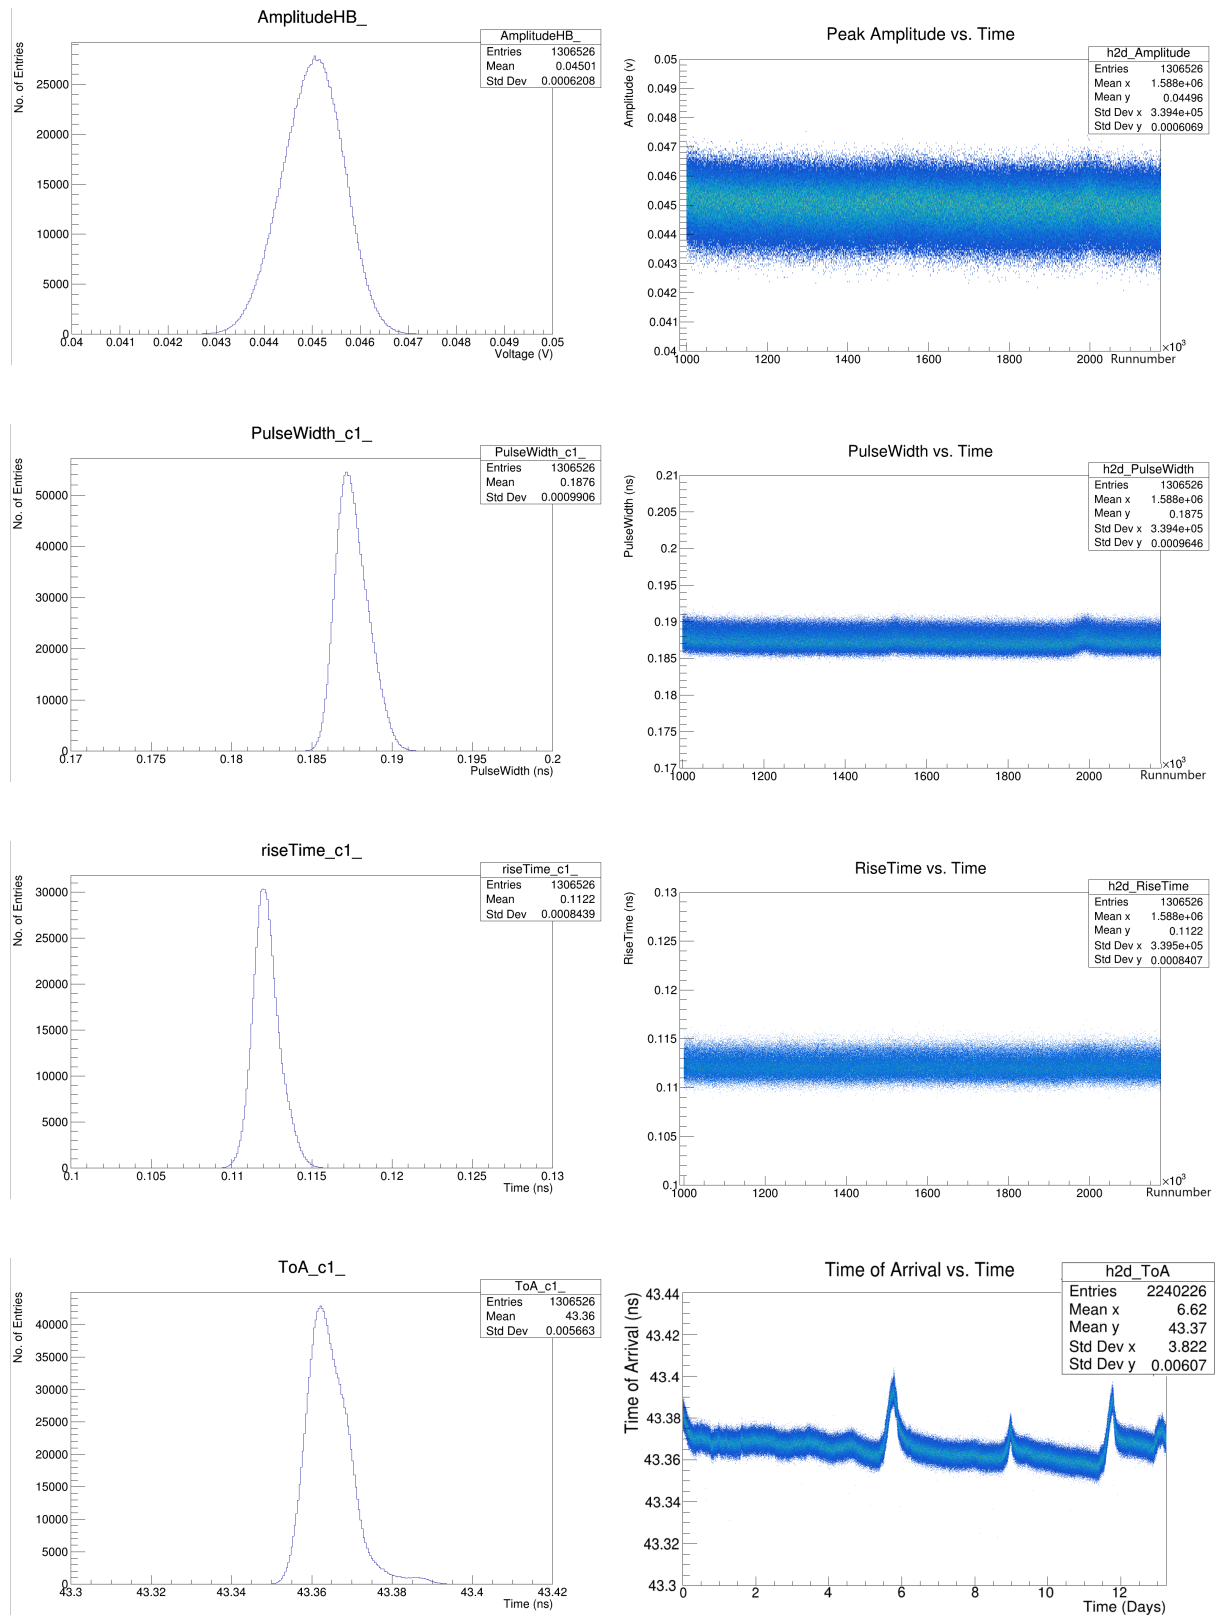 AmplitudeHB_
No. of Entries
AmplitudeHB_
Entries 1306526
Mean 0.04501
Std Dev 0.0006208
25000
20000
15000
10000
5000
0
0.04 0.041 0.042 0.043 0.044 0.045 0.046 0.047 0.048 0.049 0.05
Voltage (V)
Peak Amplitude vs. Time
Amplitude (v)
h2d_Amplitude
Entries 1306526
Mean x 1.588e+06
Mean y 0.04496
Std Dev x 3.394e+05
Std Dev y 0.0006069
0.05
0.049
0.048
0.047
0.046
0.045
0.044
0.043
0.042
0.041
0.04
1000 1200 1400 1600 1800 2000
×10³
Runnumber
PulseWidth_c1_
No. of Entries
PulseWidth_c1_
Entries 1306526
Mean 0.1876
Std Dev 0.0009906
50000
40000
30000
20000
10000
0
0.17 0.175 0.18 0.185 0.19 0.195 0.2
PulseWidth (ns)
PulseWidth vs. Time
PulseWidth (ns)
h2d_PulseWidth
Entries 1306526
Mean x 1.588e+06
Mean y 0.1875
Std Dev x 3.394e+05
Std Dev y 0.0009646
0.21
0.205
0.2
0.195
0.19
0.185
0.18
0.175
0.17
1000 1200 1400 1600 1800 2000
×10³
Runnumber
riseTime_c1_
No. of Entries
riseTime_c1_
Entries 1306526
Mean 0.1122
Std Dev 0.0008439
30000
25000
20000
15000
10000
5000
0
0.1 0.105 0.11 0.115 0.12 0.125 0.13
Time (ns)
RiseTime vs. Time
RiseTime (ns)
h2d_RiseTime
Entries 1306526
Mean x 1.588e+06
Mean y 0.1122
Std Dev x 3.395e+05
Std Dev y 0.0008407
0.13
0.125
0.12
0.115
0.11
0.105
0.1
1000 1200 1400 1600 1800 2000
×10³
Runnumber
ToA_c1_
No. of Entries
ToA_c1_
Entries 1306526
Mean 43.36
Std Dev 0.005663
40000
35000
30000
25000
20000
15000
10000
5000
0
43.3 43.32 43.34 43.36 43.38 43.4 43.42
Time (ns)
Time of Arrival vs. Time
Time of Arrival (ns)
h2d_ToA
Entries 2240226
Mean x 6.62
Mean y 43.37
Std Dev x 3.822
Std Dev y 0.00607
43.44
43.42
43.4
43.38
43.36
43.34
43.32
43.3
0 2 4 6 8 10 12
Time (Days)